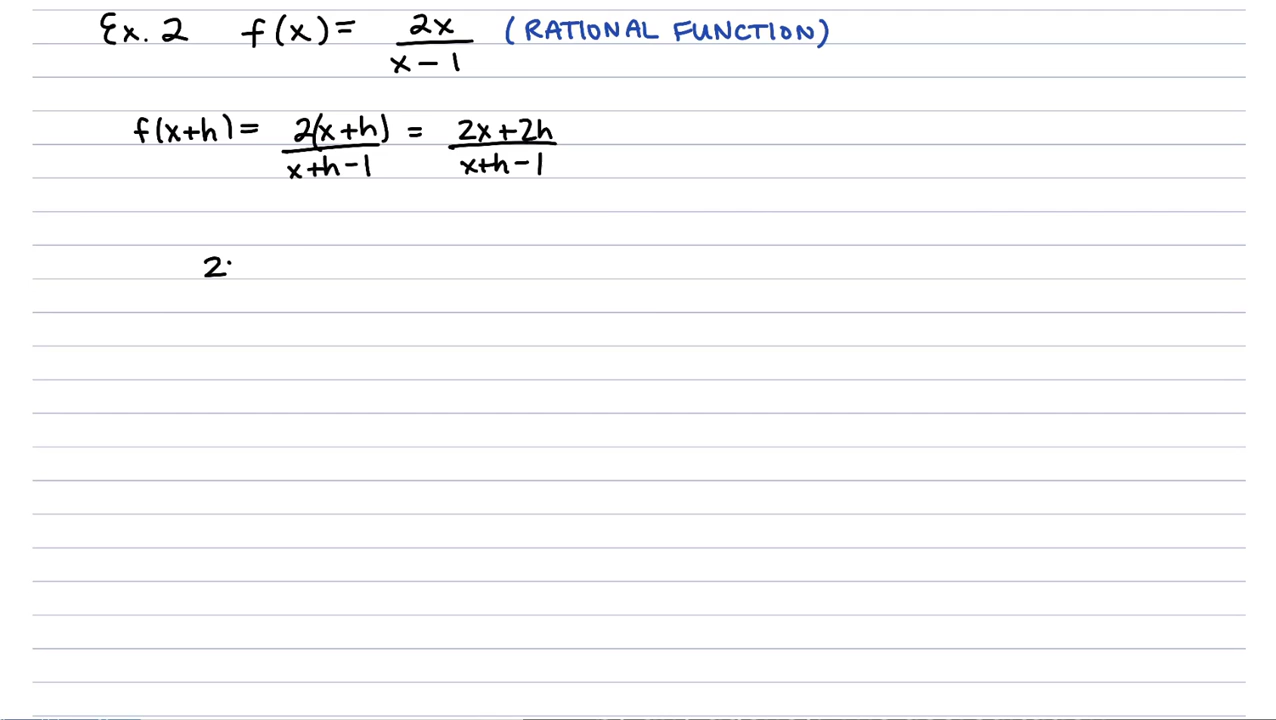 Ex. 2 f(x) = 2x / x - 1 (RATIONAL FUNCTION)
f(x+h) = 2(x+h) / x+h-1 = 2x+2h / x+h-1
2